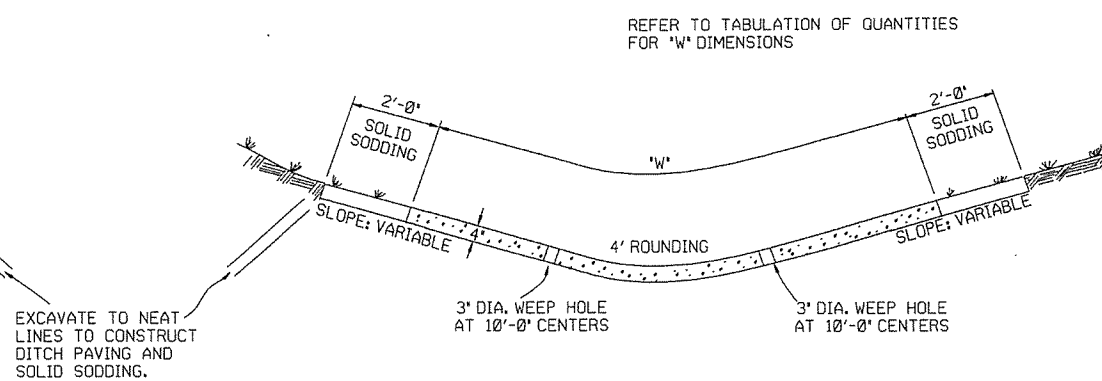 REFER TO TABULATION OF QUANTITIES
FOR "W" DIMENSIONS
2'-0"
SOLID
SODDING
"W"
2'-0"
SOLID
SODDING
SLOPE: VARIABLE
4"
4' ROUNDING
SLOPE: VARIABLE
3" DIA. WEEP HOLE
AT 10'-0" CENTERS
3" DIA. WEEP HOLE
AT 10'-0" CENTERS
EXCAVATE TO NEAT
LINES TO CONSTRUCT
DITCH PAVING AND
SOLID SODDING.